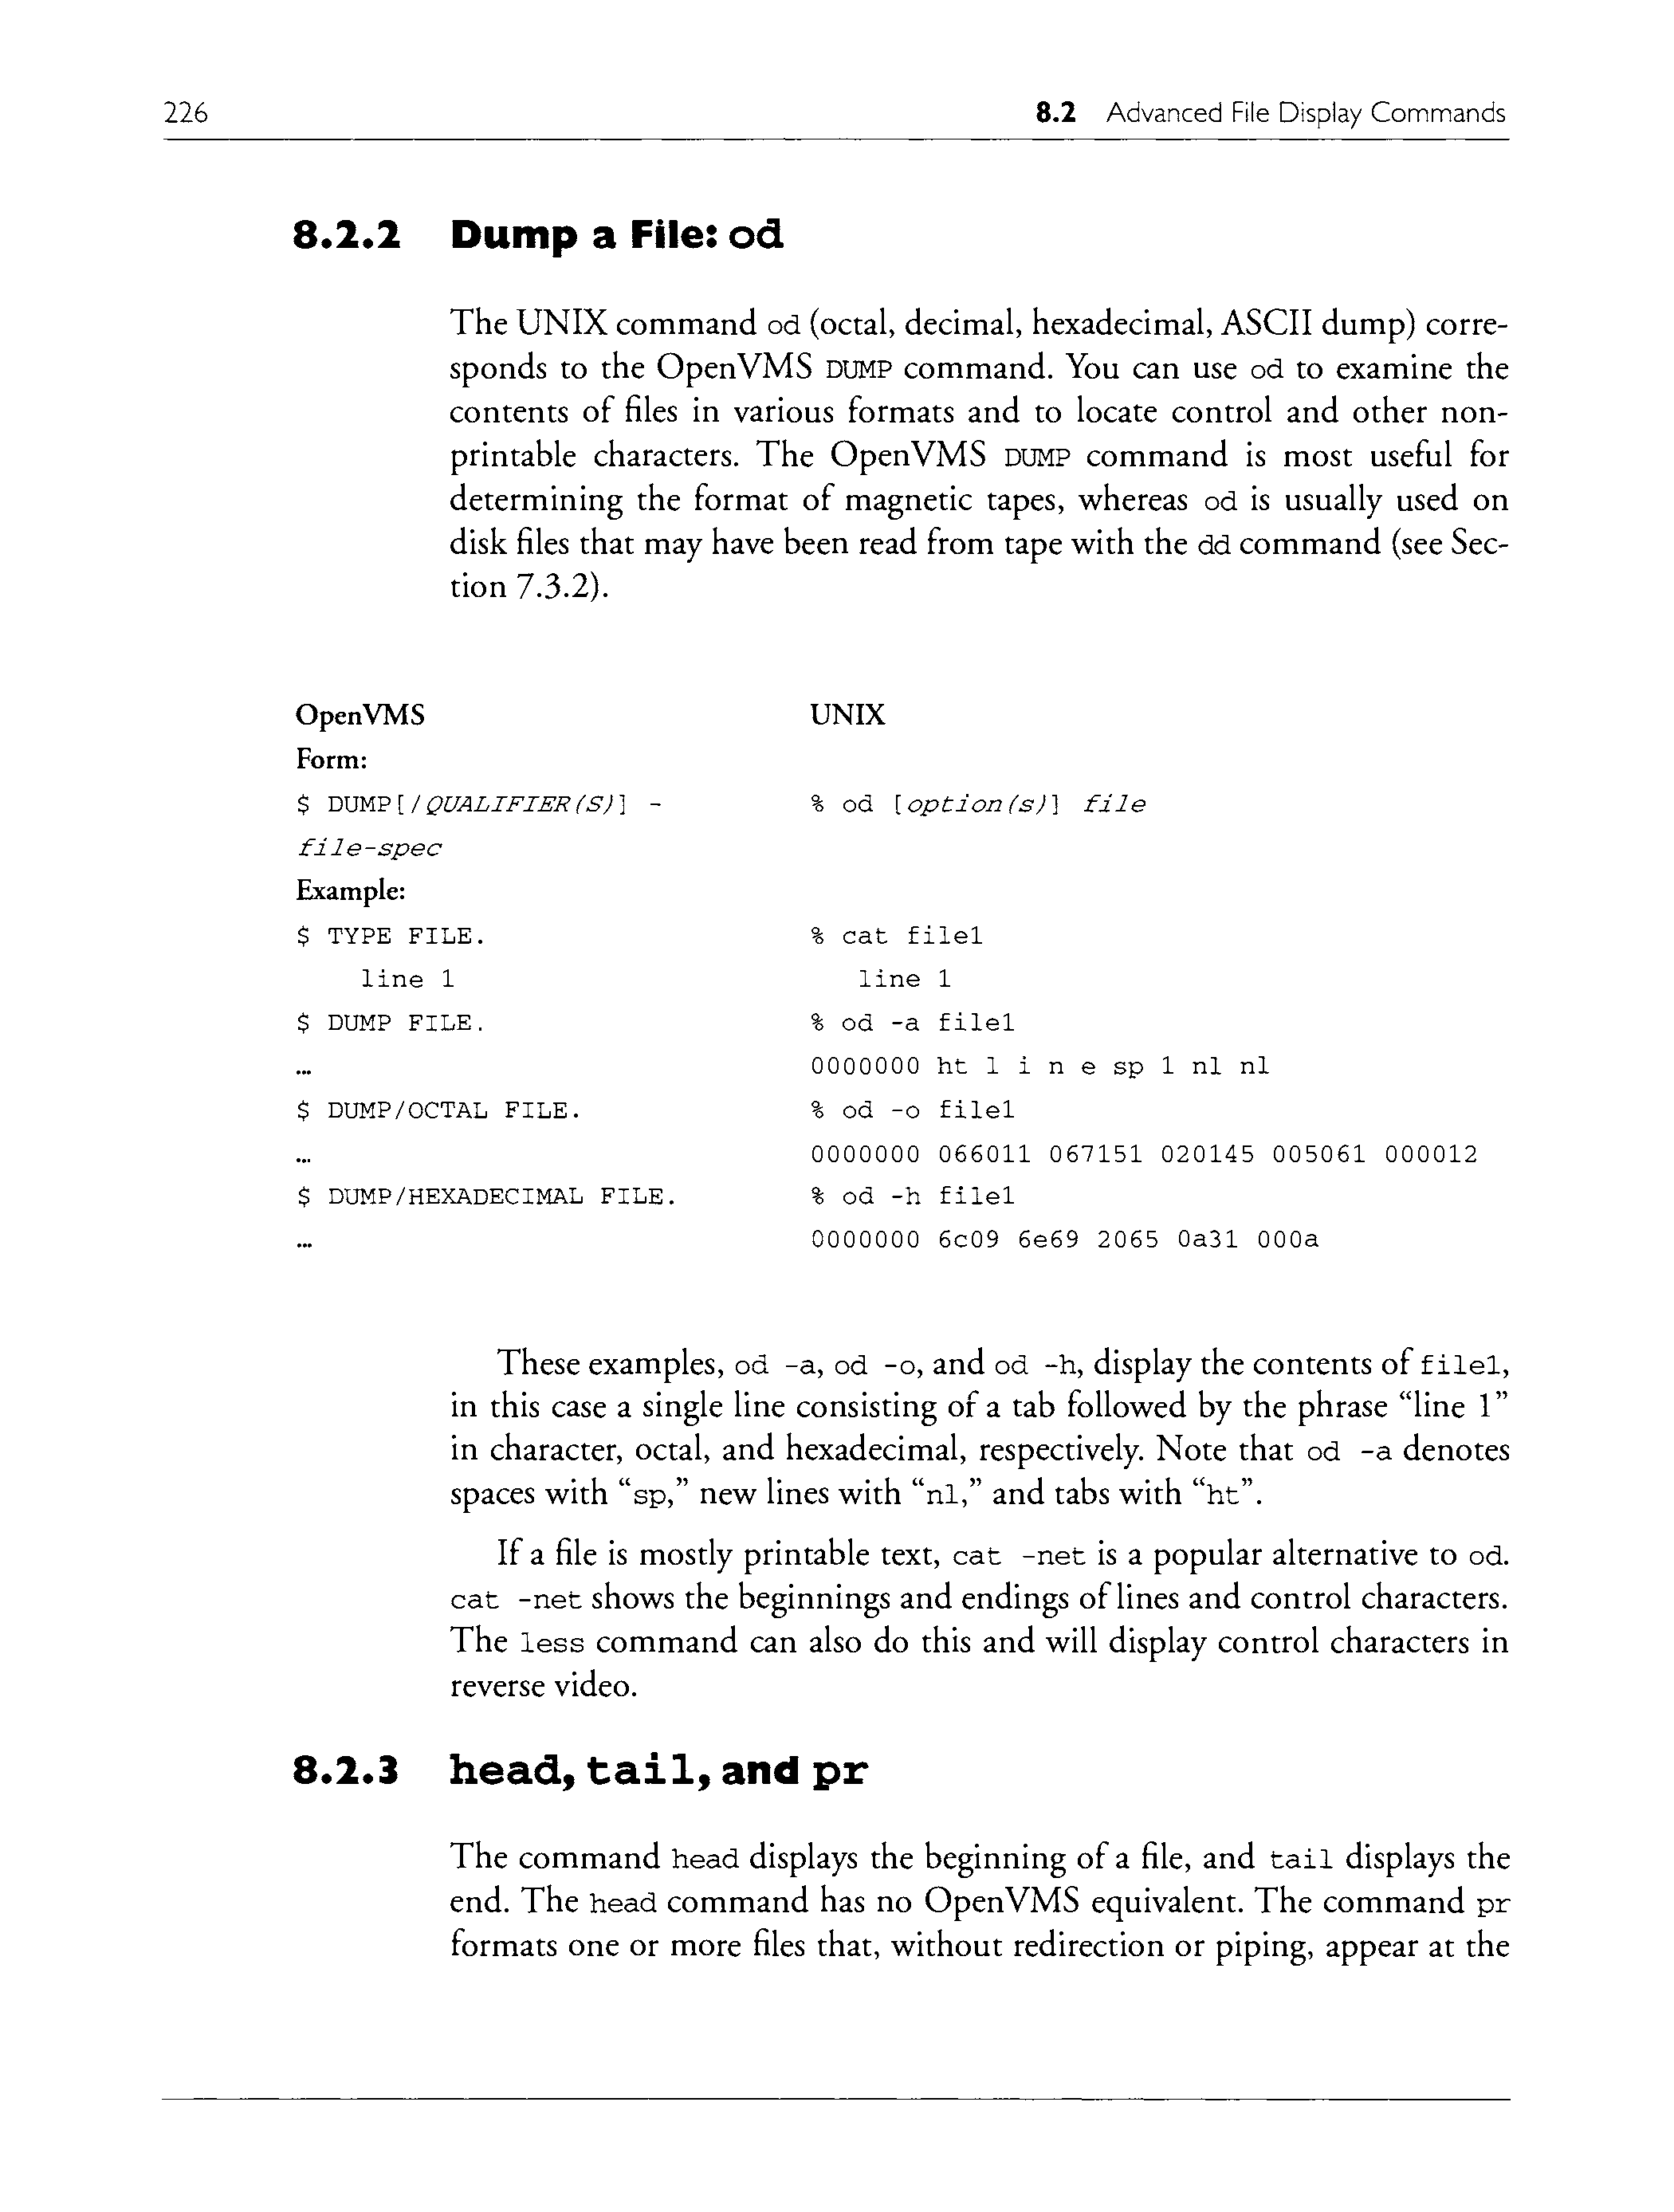 226
8.2 Advanced File Display Commands
8.2.2 Dump a File: od
The UNIX command od (octal, decimal, hexadecimal, ASCII dump) corre-
sponds to the OpenVMS DUMP command. You can use od to examine the
contents of files in various formats and to locate control and other non-
printable characters. The OpenVMS DUMP command is most useful for
determining the format of magnetic tapes, whereas od is usually used on
disk files that may have been read from tape with the dd command (see Sec-
tion 7.3.2).
OpenVMS UNIX
Form:
$ DUMP[/QUALIFIER(S)] - % od [option(s)] file
file-spec
Example:
$ TYPE FILE. % cat file1
line 1 line 1
$ DUMP FILE. % od -a file1
... 0000000 ht l i n e sp 1 nl nl
$ DUMP/OCTAL FILE. % od -o file1
... 0000000 066011 067151 020145 005061 000012
$ DUMP/HEXADECIMAL FILE. % od -h file1
... 0000000 6c09 6e69 2065 0a31 000a
These examples, od -a, od -o, and od -h, display the contents of file1,
in this case a single line consisting of a tab followed by the phrase “line 1”
in character, octal, and hexadecimal, respectively. Note that od -a denotes
spaces with “sp,” new lines with “nl,” and tabs with “ht”.
If a file is mostly printable text, cat -net is a popular alternative to od.
cat -net shows the beginnings and endings of lines and control characters.
The less command can also do this and will display control characters in
reverse video.
8.2.3 head, tail, and pr
The command head displays the beginning of a file, and tail displays the
end. The head command has no OpenVMS equivalent. The command pr
formats one or more files that, without redirection or piping, appear at the